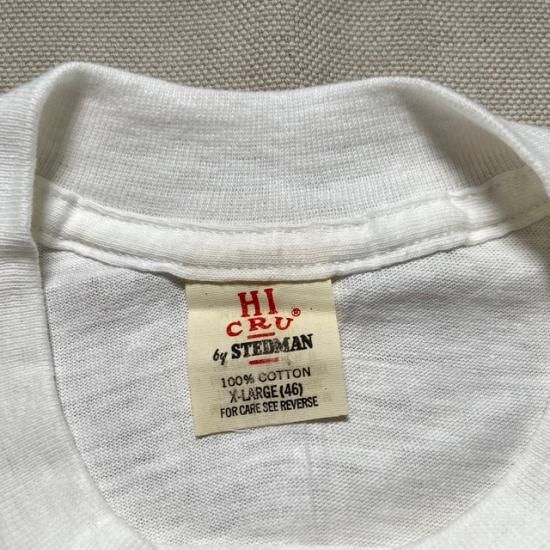 HI
CRU®
by STEDMAN
100% COTTON
X-LARGE (46)
FOR CARE SEE REVERSE